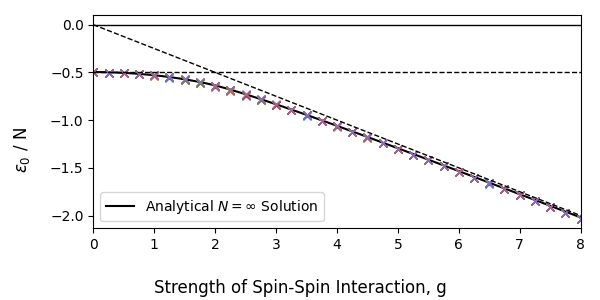 0.0
−0.5
−1.0
−1.5
−2.0
ε₀ / N
Analytical N = ∞ Solution
0 1 2 3 4 5 6 7 8
Strength of Spin-Spin Interaction, g